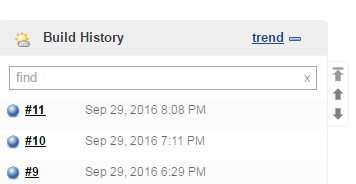 Build History trend
find x
#11 Sep 29, 2016 8:08 PM
#10 Sep 29, 2016 7:11 PM
#9 Sep 29, 2016 6:29 PM